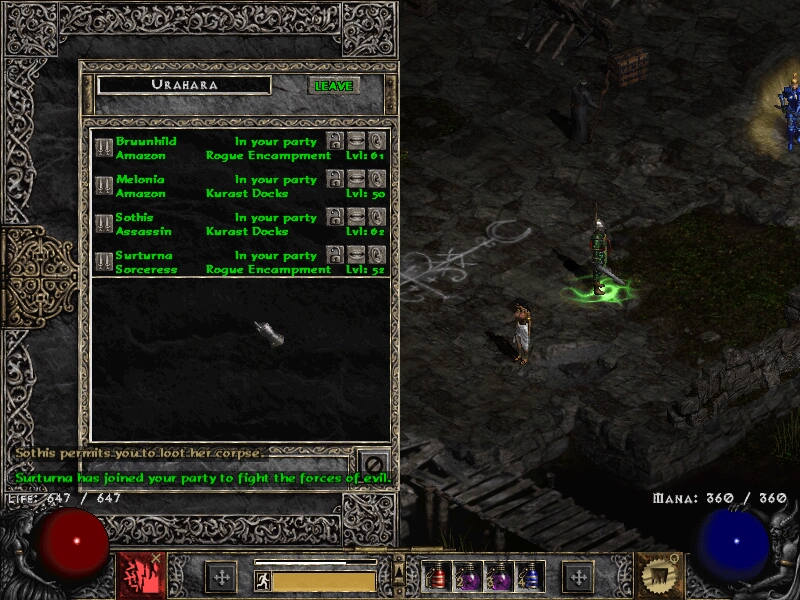 Urahara
LEAVE
Bruunhild In your party
Amazon Rogue Encampment Lvl: 61
Melonia In your party
Amazon Kurast Docks Lvl: 50
Sothis In your party
Assassin Kurast Docks Lvl: 62
Surturna In your party
Sorceress Rogue Encampment Lvl: 52
Sothis permits you to loot her corpse.
Surturna has joined your party to fight the forces of evil.
Life: 647 / 647
Mana: 360 / 360